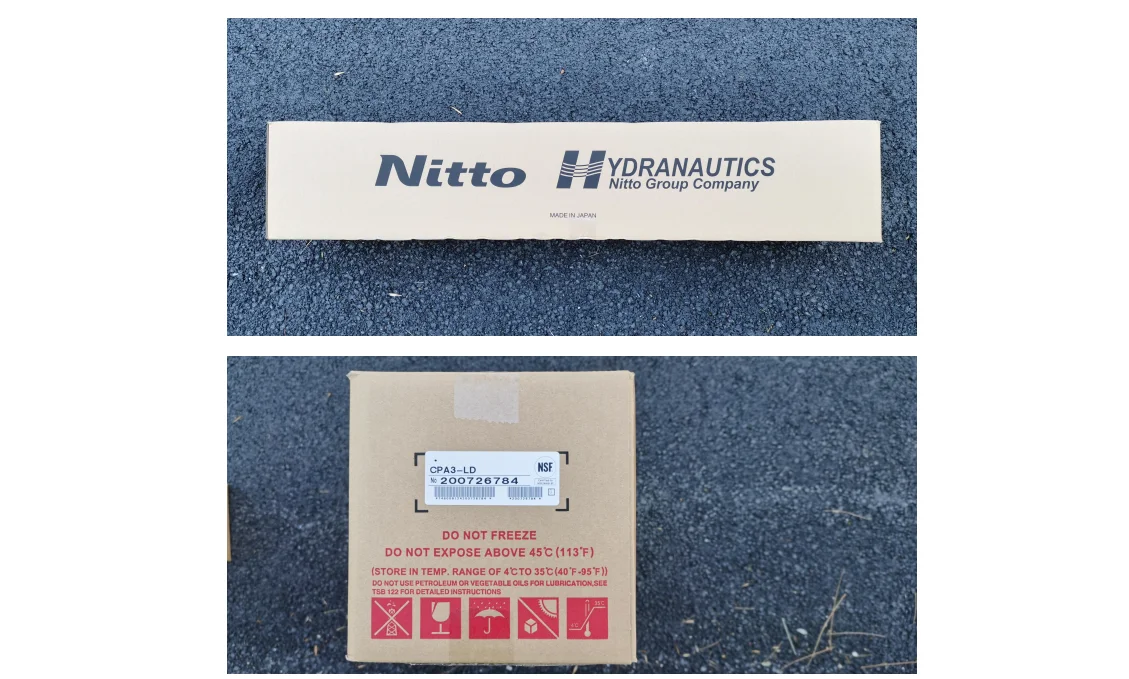 Nitto
HYDRANAUTICS
Nitto Group Company
MADE IN JAPAN
CPA3-LD
NSF
№ 200726784
DO NOT FREEZE
DO NOT EXPOSE ABOVE 45℃ (113℉)
(STORE IN TEMP. RANGE OF 4℃ TO 35℃ (40℉-95℉))
DO NOT USE PETROLEUM OR VEGETABLE OILS FOR LUBRICATION,SEE
TSB 122 FOR DETAILED INSTRUCTIONS